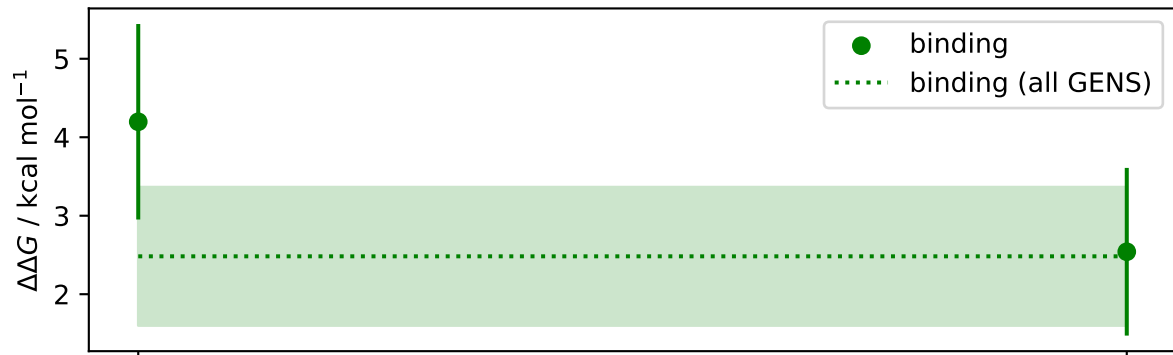 5
4
3
2
ΔΔG / kcal mol⁻¹
binding
binding (all GENS)